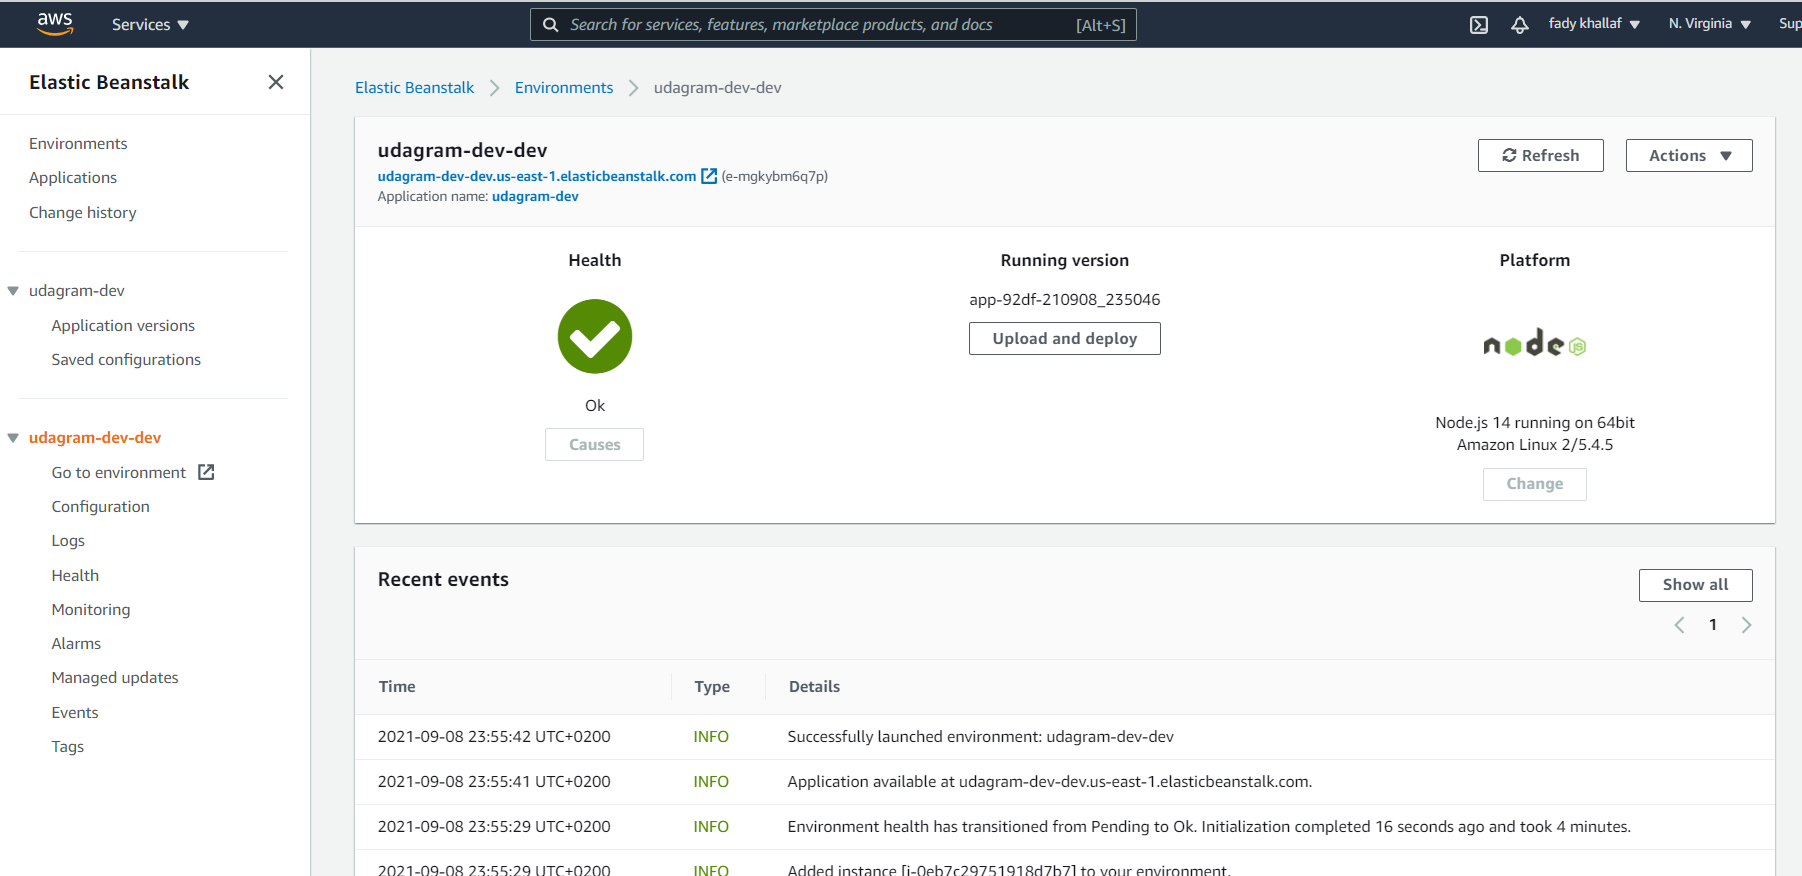 aws
Services ▼
Search for services, features, marketplace products, and docs [Alt+S]
fady khallaf ▼
N. Virginia ▼
Sup
Elastic Beanstalk
Environments
Applications
Change history
udagram-dev
Application versions
Saved configurations
udagram-dev-dev
Go to environment
Configuration
Logs
Health
Monitoring
Alarms
Managed updates
Events
Tags
Elastic Beanstalk > Environments > udagram-dev-dev
udagram-dev-dev
udagram-dev-dev.us-east-1.elasticbeanstalk.com (e-mgkybm6q7p)
Application name: udagram-dev
Refresh
Actions ▼
Health
Ok
Causes
Running version
app-92df-210908_235046
Upload and deploy
Platform
node JS
Node.js 14 running on 64bit
Amazon Linux 2/5.4.5
Change
Recent events
Show all
< 1 >
Time Type Details
2021-09-08 23:55:42 UTC+0200 INFO Successfully launched environment: udagram-dev-dev
2021-09-08 23:55:41 UTC+0200 INFO Application available at udagram-dev-dev.us-east-1.elasticbeanstalk.com.
2021-09-08 23:55:29 UTC+0200 INFO Environment health has transitioned from Pending to Ok. Initialization completed 16 seconds ago and took 4 minutes.
2021-09-08 23:55:29 UTC+0200 INFO Added instance [i-0eb7c29751918d7b7] to your environment.